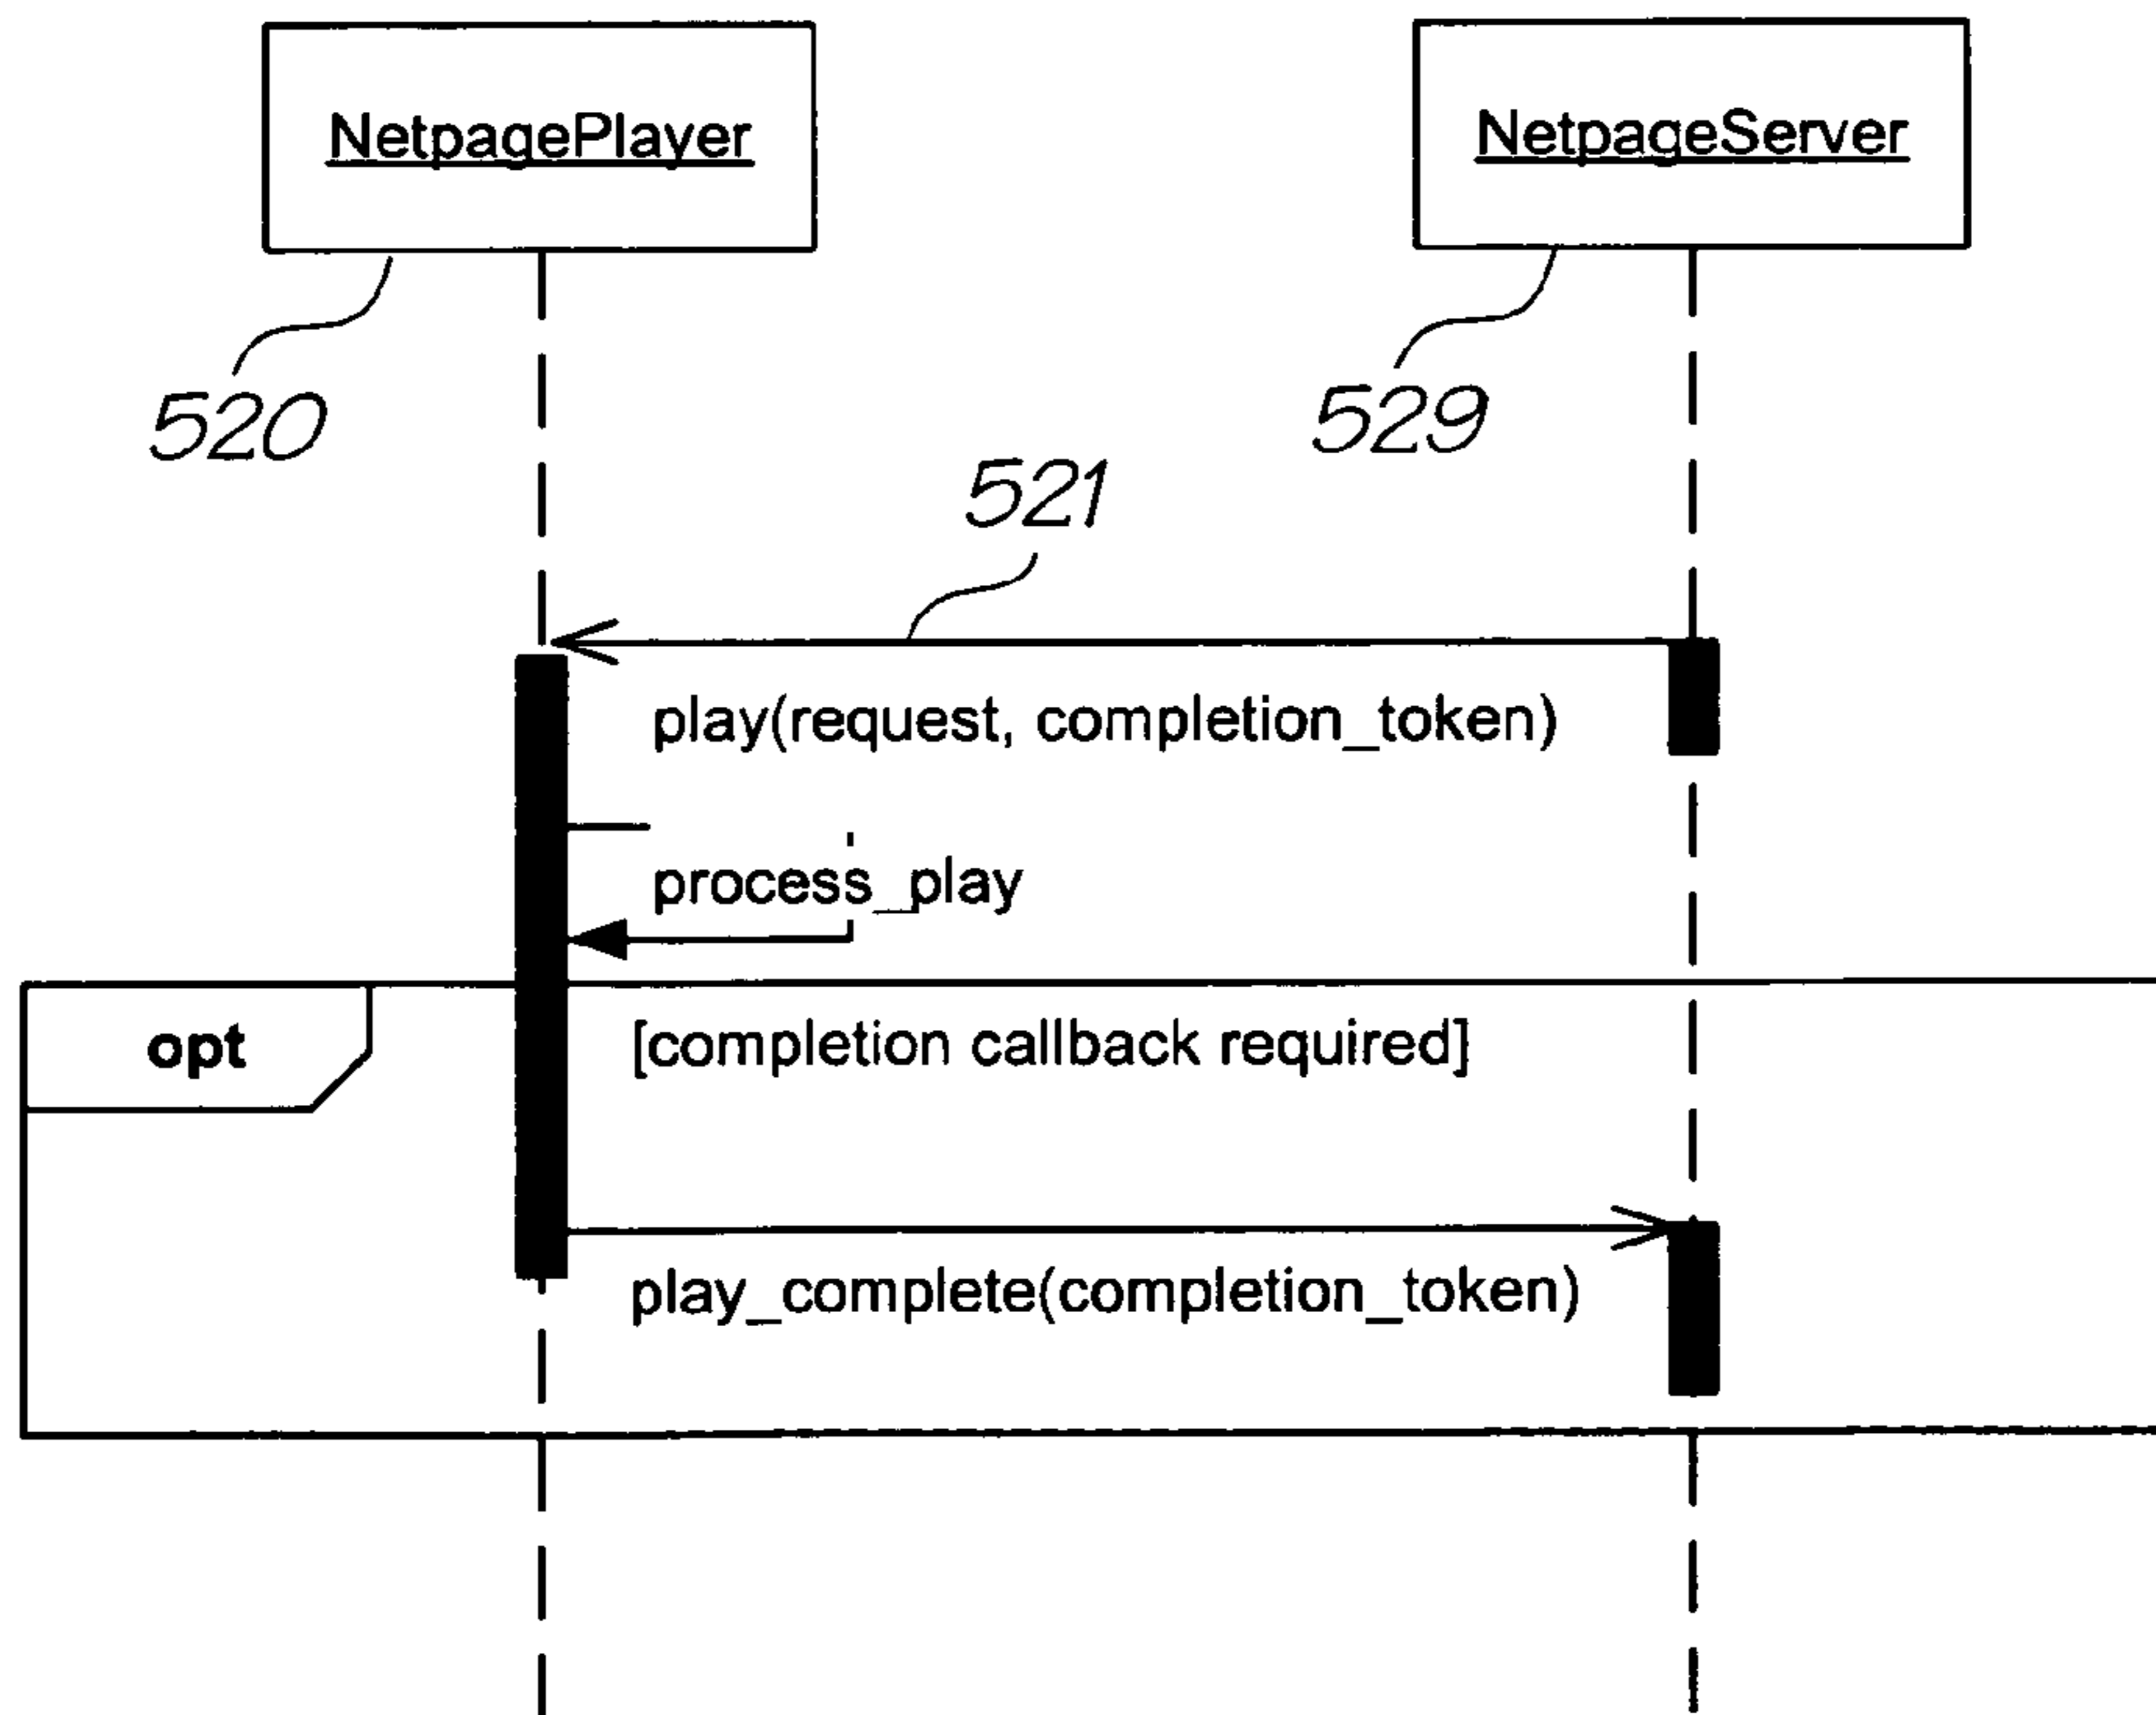 NetpagePlayer
NetpageServer
520
529
521
play(request, completion_token)
process_play
opt
[completion callback required]
play_complete(completion_token)